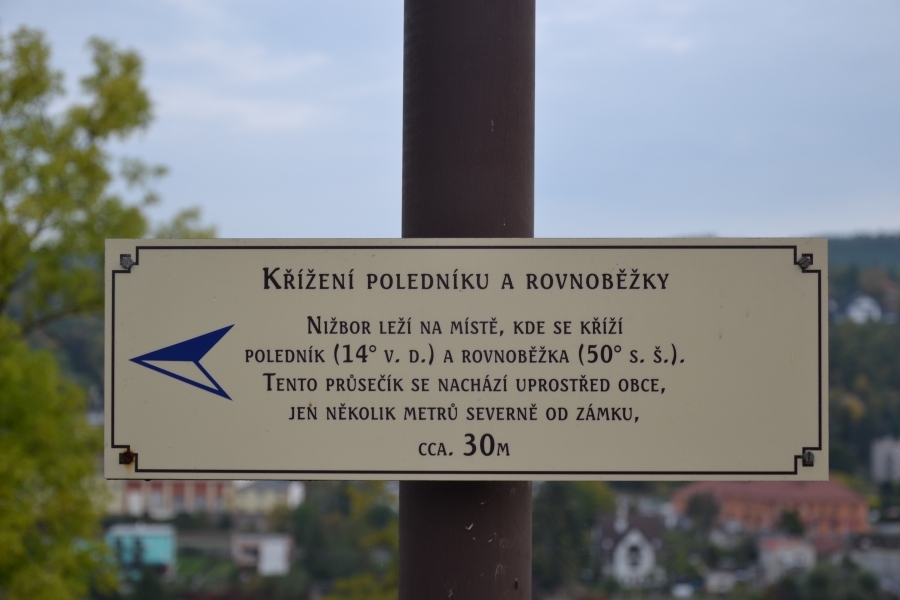 Křížení poledníku a rovnoběžky
Nižbor leží na místě, kde se kříží
poledník (14° v. d.) a rovnoběžka (50° s. š.).
Tento průsečík se nachází uprostřed obce,
jen několik metrů severně od zámku,
cca. 30m